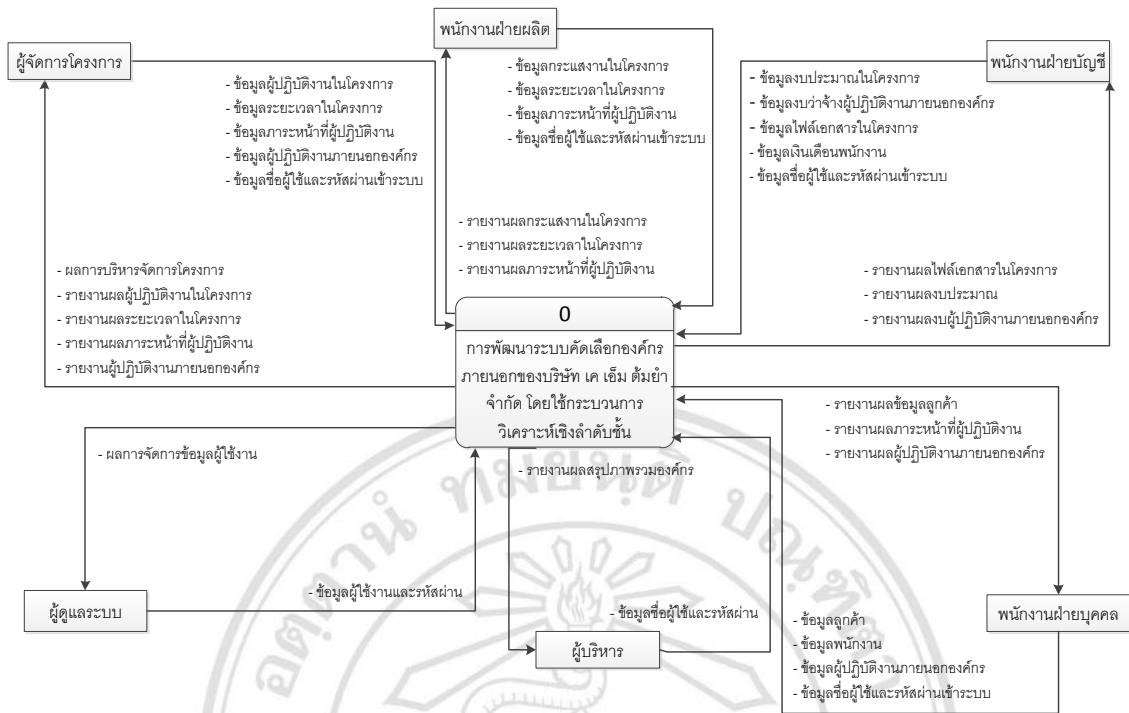 พนักงานฝ่ายผลิต
ผู้จัดการโครงการ
พนักงานฝ่ายบัญชี
- ข้อมูลผู้ปฏิบัติงานในโครงการ
- ข้อมูลระยะเวลาในโครงการ
- ข้อมูลภาระหน้าที่ผู้ปฏิบัติงาน
- ข้อมูลผู้ปฏิบัติงานภายนอกองค์กร
- ข้อมูลชื่อผู้ใช้และรหัสผ่านเข้าระบบ
- ข้อมูลกระแสงานในโครงการ
- ข้อมูลระยะเวลาในโครงการ
- ข้อมูลภาระหน้าที่ผู้ปฏิบัติงาน
- ข้อมูลชื่อผู้ใช้และรหัสผ่านเข้าระบบ
- ข้อมูลงบประมาณในโครงการ
- ข้อมูลงบว่าจ้างผู้ปฏิบัติงานภายนอกองค์กร
- ข้อมูลไฟล์เอกสารในโครงการ
- ข้อมูลเงินเดือนพนักงาน
- ข้อมูลชื่อผู้ใช้และรหัสผ่านเข้าระบบ
- รายงานผลกระแสงานในโครงการ
- รายงานผลระยะเวลาในโครงการ
- รายงานผลภาระหน้าที่ผู้ปฏิบัติงาน
- ผลการบริหารจัดการโครงการ
- รายงานผลผู้ปฏิบัติงานในโครงการ
- รายงานผลระยะเวลาในโครงการ
- รายงานผลภาระหน้าที่ผู้ปฏิบัติงาน
- รายงานผู้ปฏิบัติงานภายนอกองค์กร
- รายงานผลไฟล์เอกสารในโครงการ
- รายงานผลงบประมาณ
- รายงานผลงบผู้ปฏิบัติงานภายนอกองค์กร
0
การพัฒนาระบบคัดเลือกองค์กร
ภายนอกของบริษัท เค เอ็ม ต้มยำ
จำกัด โดยใช้กระบวนการ
วิเคราะห์เชิงลำดับชั้น
- รายงานผลข้อมูลลูกค้า
- รายงานผลภาระหน้าที่ผู้ปฏิบัติงาน
- รายงานผลผู้ปฏิบัติงานภายนอกองค์กร
- ผลการจัดการข้อมูลผู้ใช้งาน
- รายงานผลสรุปภาพรวมองค์กร
อตฺตานํ ทมยนฺติ ปณฺฑิตา
- ข้อมูลผู้ใช้งานและรหัสผ่าน
- ข้อมูลชื่อผู้ใช้และรหัสผ่าน
ผู้ดูแลระบบ
ผู้บริหาร
พนักงานฝ่ายบุคคล
- ข้อมูลลูกค้า
- ข้อมูลพนักงาน
- ข้อมูลผู้ปฏิบัติงานภายนอกองค์กร
- ข้อมูลชื่อผู้ใช้และรหัสผ่านเข้าระบบ